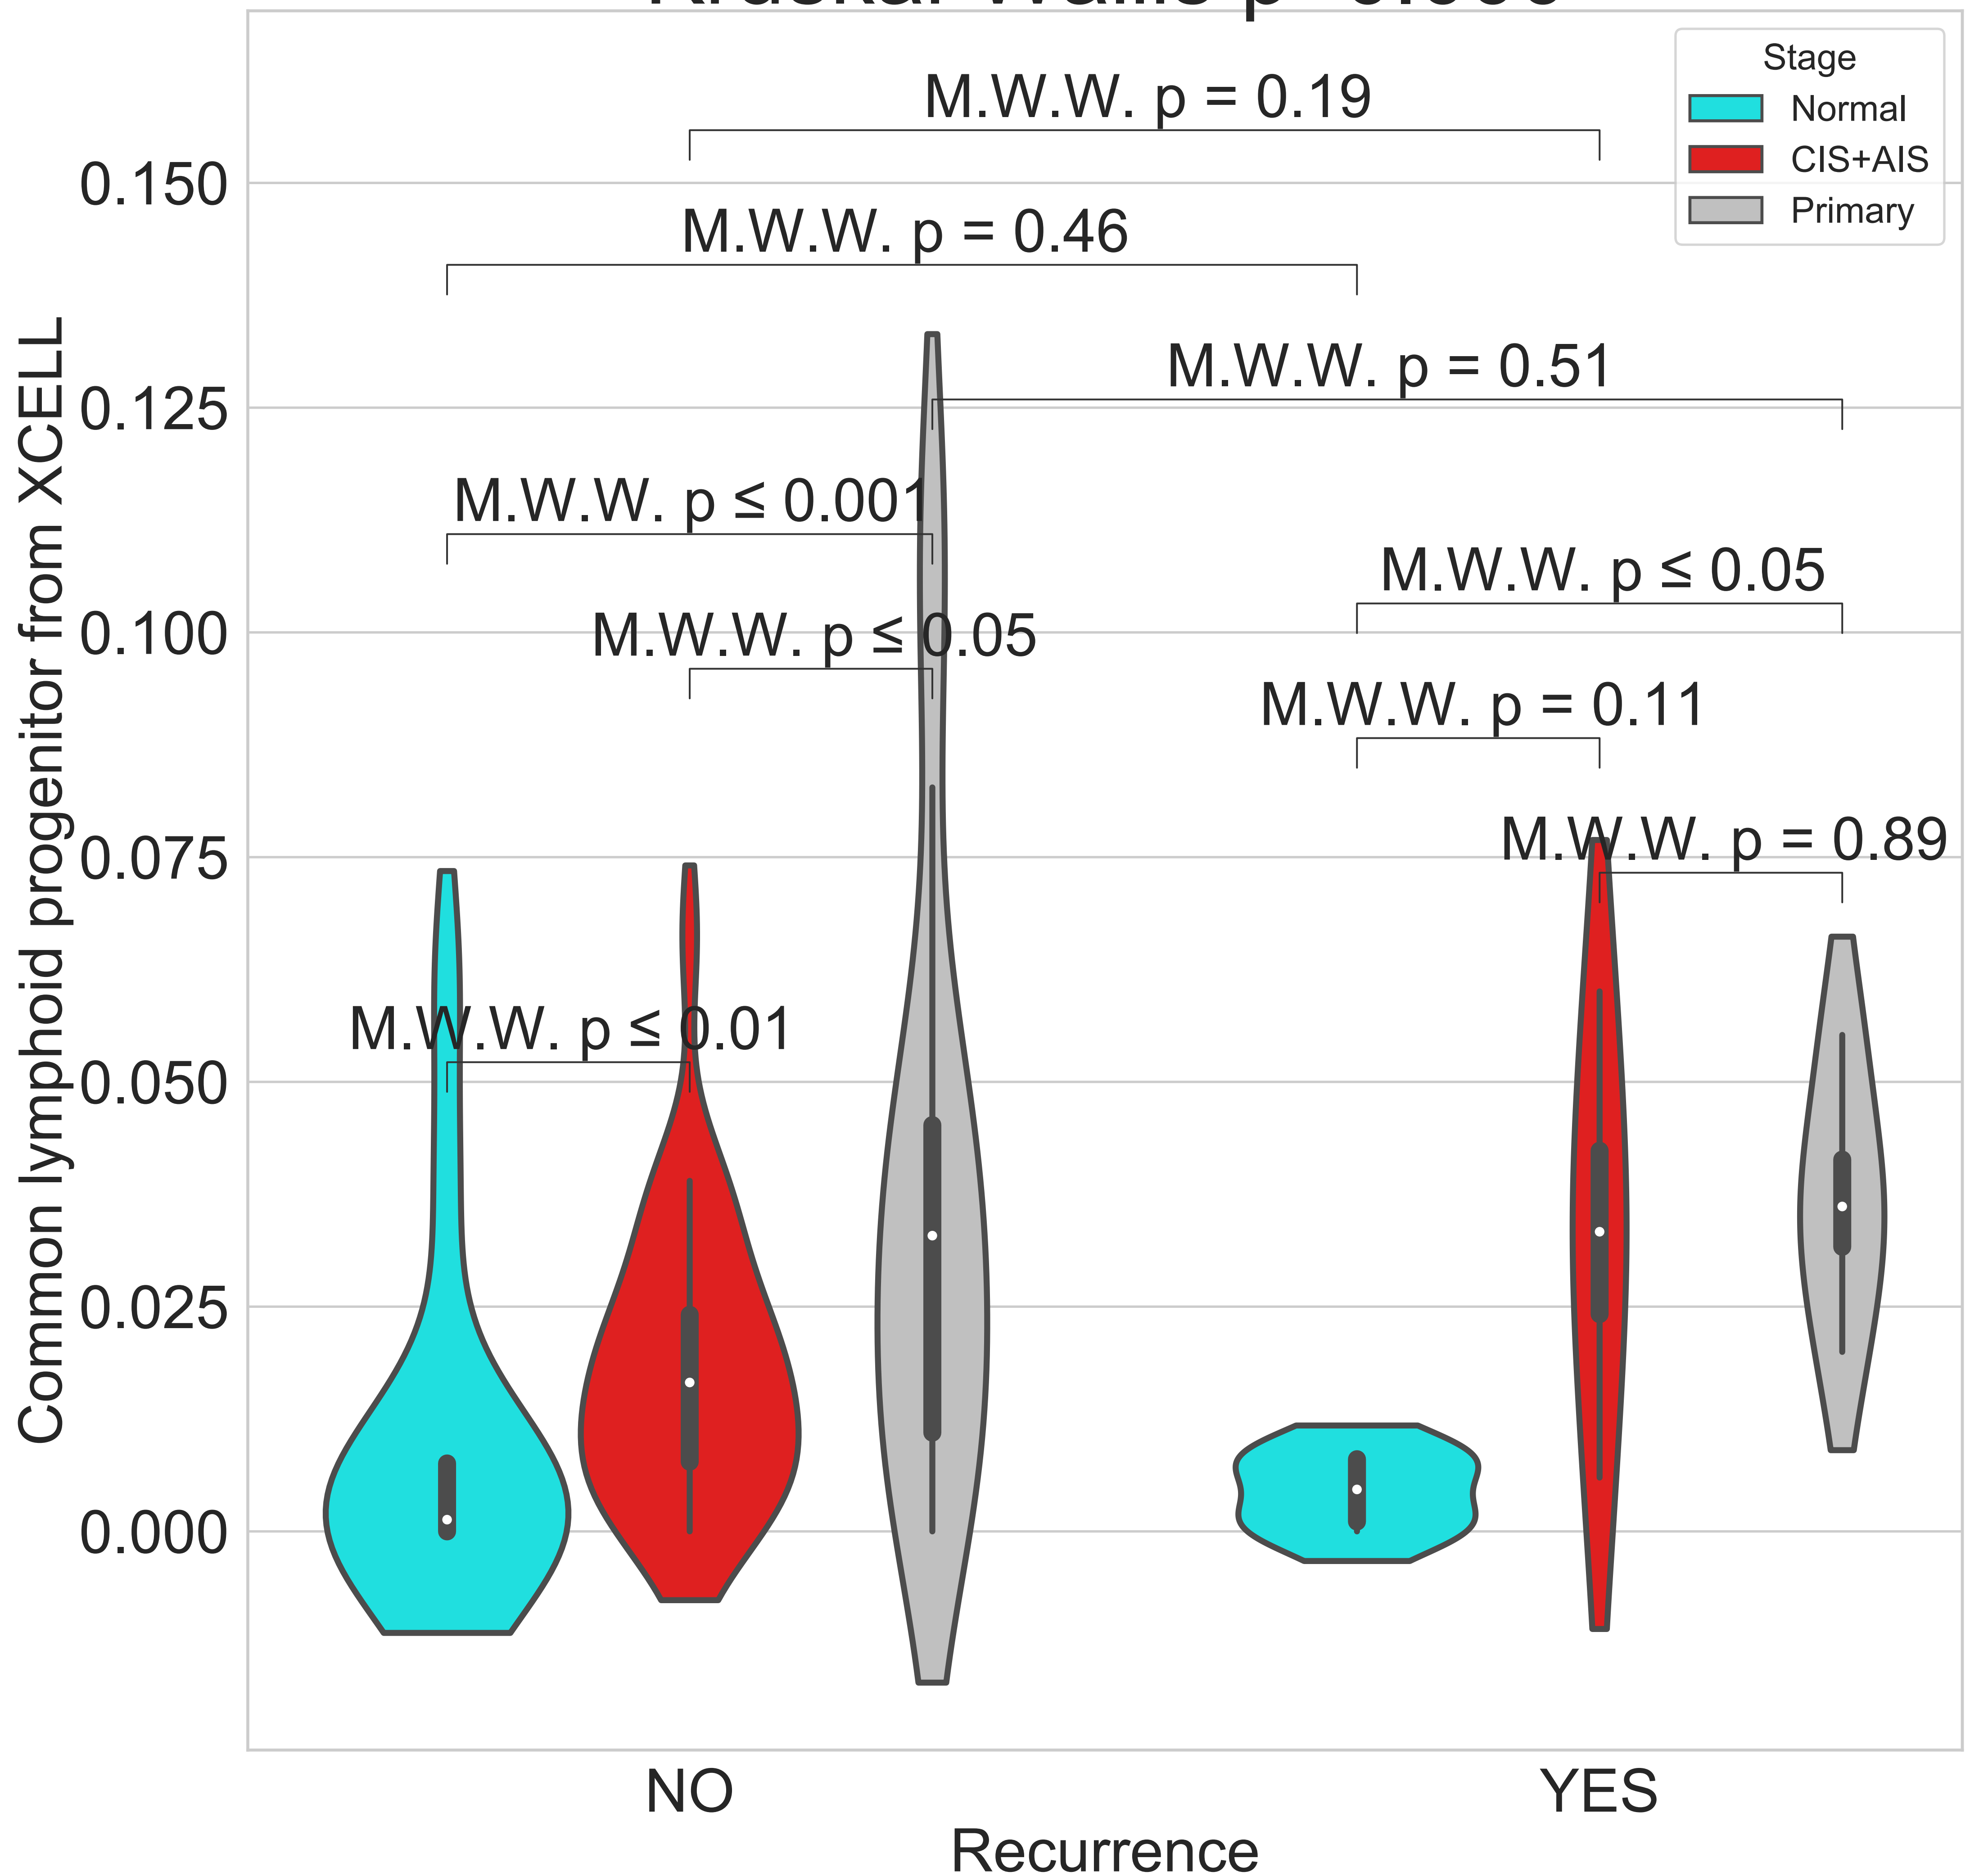 Stage
Normal
CIS+AIS
Primary
M.W.W. p = 0.19
M.W.W. p = 0.46
M.W.W. p = 0.51
M.W.W. p ≤ 0.001
M.W.W. p ≤ 0.05
M.W.W. p ≤ 0.05
M.W.W. p = 0.11
M.W.W. p = 0.89
M.W.W. p ≤ 0.01
0.150
0.125
0.100
0.075
0.050
0.025
0.000
Common lymphoid progenitor from XCELL
NO
YES
Recurrence